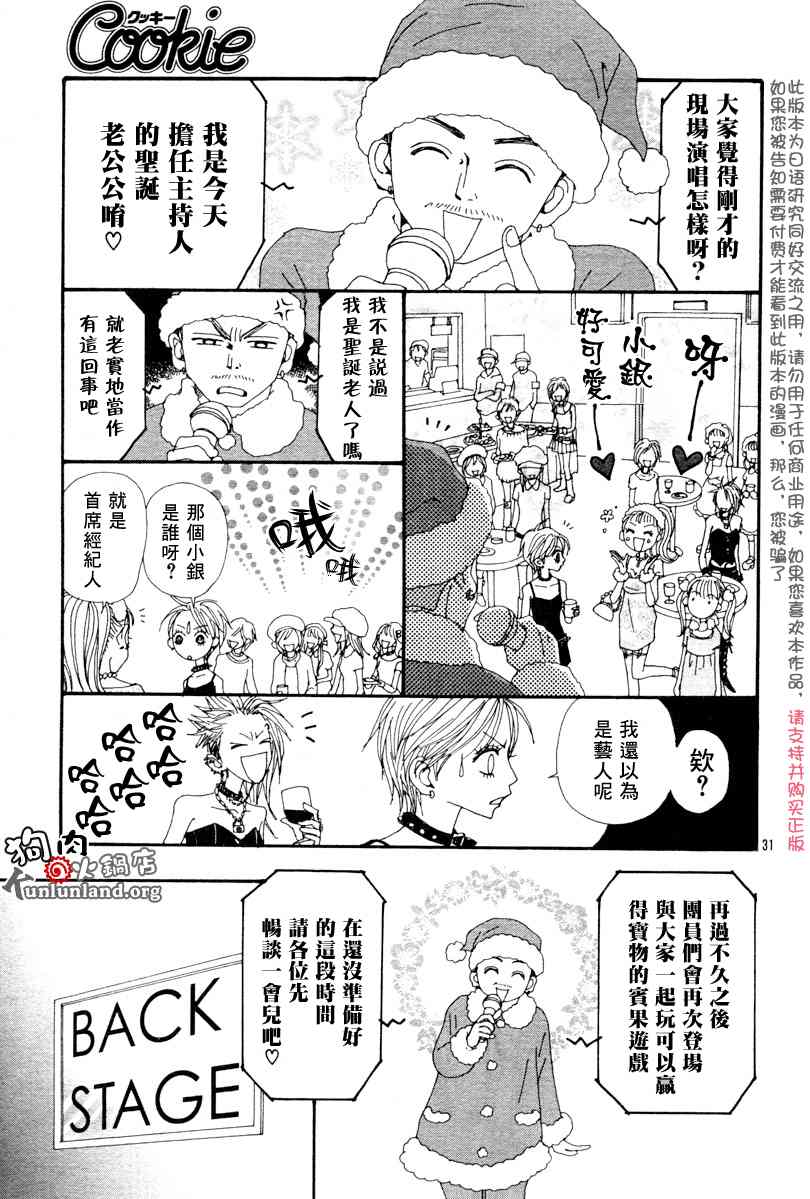 クッキー
Cookie
大家覺得剛才的
現場演唱怎樣呀?
我是今天
擔任主持人
的聖誕
老公公唷♡
呀—♥
小銀
好可愛—♥
我不是說過
我是聖誕老人了嗎
就老實地當作
有這回事吧
哦
哦
那個小銀
是誰呀?
就是
首席經紀人
欸?
我還以為
是藝人呢
哈哈哈哈哈哈
31
再過不久之後
團員們會再次登場
與大家一起玩可以贏
得寶物的賓果遊戲
在還沒準備好
的這段時間
請各位先
暢談一會兒吧♡
BACK
STAGE
狗肉火鍋店
kunlunland.org
此版本为日语研究同好交流之用，请勿用于任何商业用途，如果您喜欢本作品，请支持并购买正版
如果您被告知需要付费才能看到此版本的漫画，那么，您被骗了